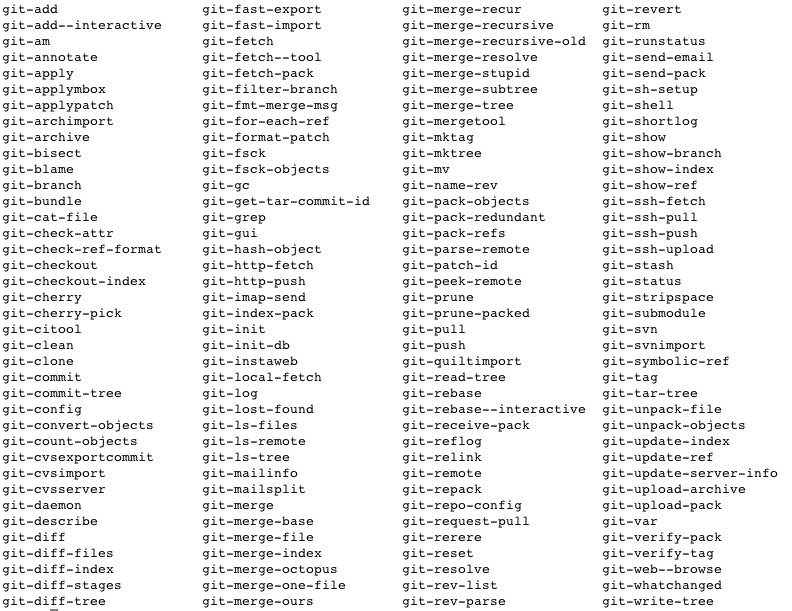 git-add
git-add--interactive
git-am
git-annotate
git-apply
git-applymbox
git-applypatch
git-archimport
git-archive
git-bisect
git-blame
git-branch
git-bundle
git-cat-file
git-check-attr
git-check-ref-format
git-checkout
git-checkout-index
git-cherry
git-cherry-pick
git-citool
git-clean
git-clone
git-commit
git-commit-tree
git-config
git-convert-objects
git-count-objects
git-cvsexportcommit
git-cvsimport
git-cvsserver
git-daemon
git-describe
git-diff
git-diff-files
git-diff-index
git-diff-stages
git-diff-tree
git-fast-export
git-fast-import
git-fetch
git-fetch--tool
git-fetch-pack
git-filter-branch
git-fmt-merge-msg
git-for-each-ref
git-format-patch
git-fsck
git-fsck-objects
git-gc
git-get-tar-commit-id
git-grep
git-gui
git-hash-object
git-http-fetch
git-http-push
git-imap-send
git-index-pack
git-init
git-init-db
git-instaweb
git-local-fetch
git-log
git-lost-found
git-ls-files
git-ls-remote
git-ls-tree
git-mailinfo
git-mailsplit
git-merge
git-merge-base
git-merge-file
git-merge-index
git-merge-octopus
git-merge-one-file
git-merge-ours
git-merge-recur
git-merge-recursive
git-merge-recursive-old
git-merge-resolve
git-merge-stupid
git-merge-subtree
git-merge-tree
git-mergetool
git-mktag
git-mktree
git-mv
git-name-rev
git-pack-objects
git-pack-redundant
git-pack-refs
git-parse-remote
git-patch-id
git-peek-remote
git-prune
git-prune-packed
git-pull
git-push
git-quiltimport
git-read-tree
git-rebase
git-rebase--interactive
git-receive-pack
git-reflog
git-relink
git-remote
git-repack
git-repo-config
git-request-pull
git-rerere
git-reset
git-resolve
git-rev-list
git-rev-parse
git-revert
git-rm
git-runstatus
git-send-email
git-send-pack
git-sh-setup
git-shell
git-shortlog
git-show
git-show-branch
git-show-index
git-show-ref
git-ssh-fetch
git-ssh-pull
git-ssh-push
git-ssh-upload
git-stash
git-status
git-stripspace
git-submodule
git-svn
git-svnimport
git-symbolic-ref
git-tag
git-tar-tree
git-unpack-file
git-unpack-objects
git-update-index
git-update-ref
git-update-server-info
git-upload-archive
git-upload-pack
git-var
git-verify-pack
git-verify-tag
git-web--browse
git-whatchanged
git-write-tree